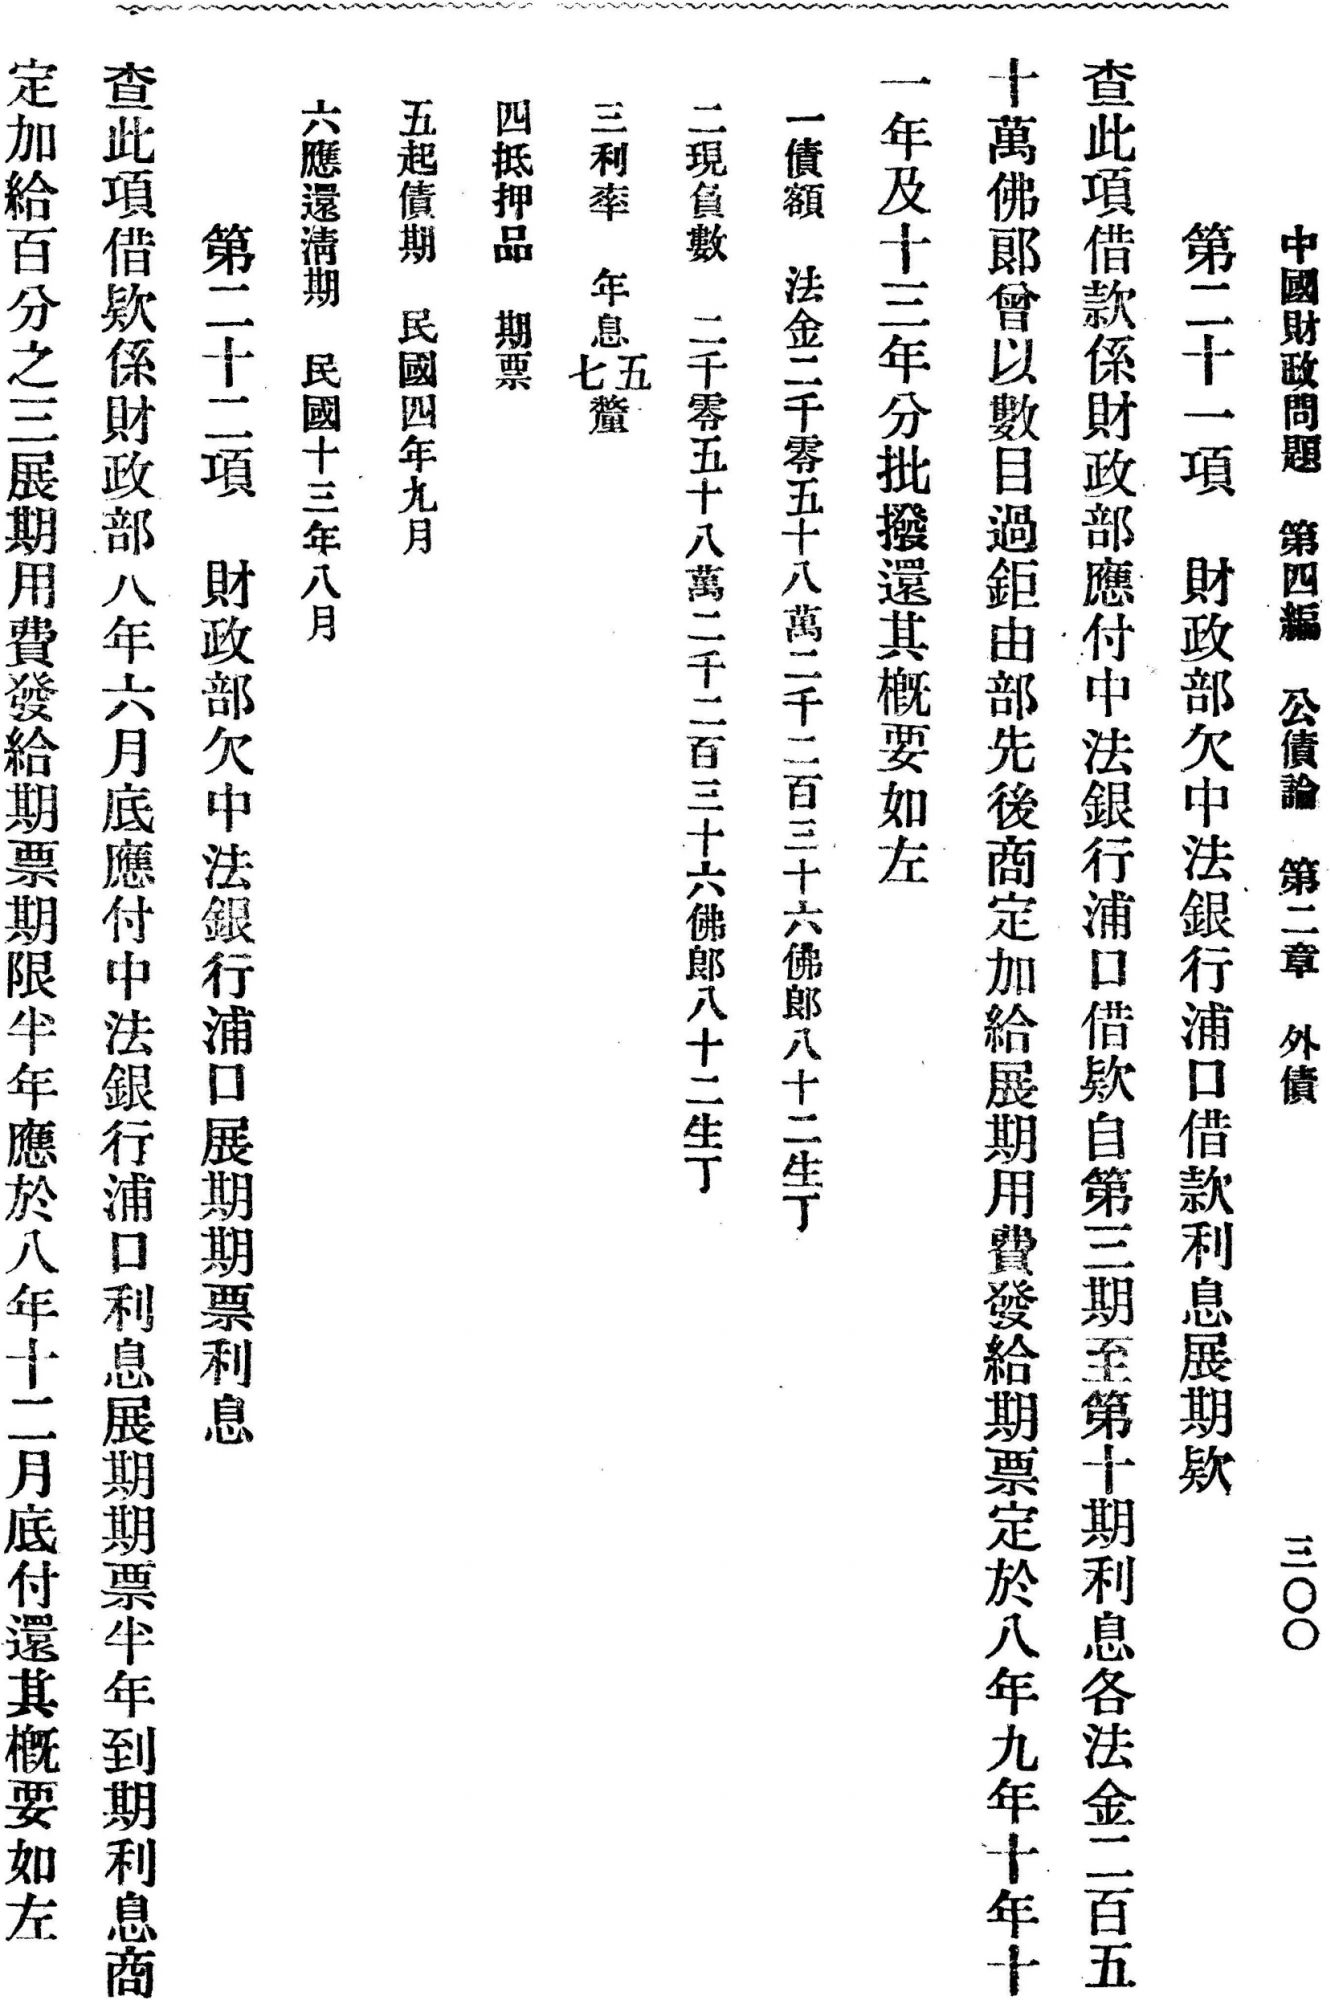 中國財政問題　第四編　公債論　第二章　外債　三〇〇
第二十一項　財政部欠中法銀行浦口借款利息展期欵
查此項借款係財政部應付中法銀行浦口借欵自第三期至第十期利息各法金二百五
十萬佛郎曾以數目過鉅由部先後商定加給展期用費發給期票定於八年九年十年十
一年及十三年分批撥還其槪要如左
一債額　法金二千零五十八萬二千二百三十六佛郎八十二生丁
二現負數　二千零五十八萬二千二百三十六佛郎八十二生丁
三利率　年息五七釐
四抵押品　期票
五起債期　民國四年九月
六應還淸期　民國十三年八月
第二十二項　財政部欠中法銀行浦口展期期票利息
查此項借欵係財政部八年六月底應付中法銀行浦口利息展期期票半年到期利息商
定加給百分之三展期用費發給期票期限半年應於八年十二月底付還其槪要如左